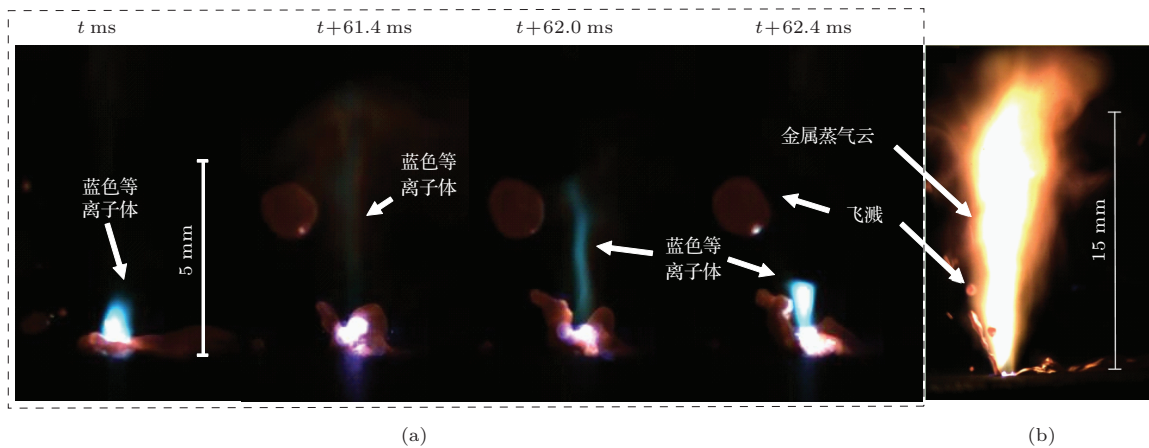 t ms
t+61.4 ms
t+62.0 ms
t+62.4 ms
蓝色等
离子体
5 mm
蓝色等
离子体
蓝色等
离子体
金属蒸气云
飞溅
15 mm
(a)
(b)